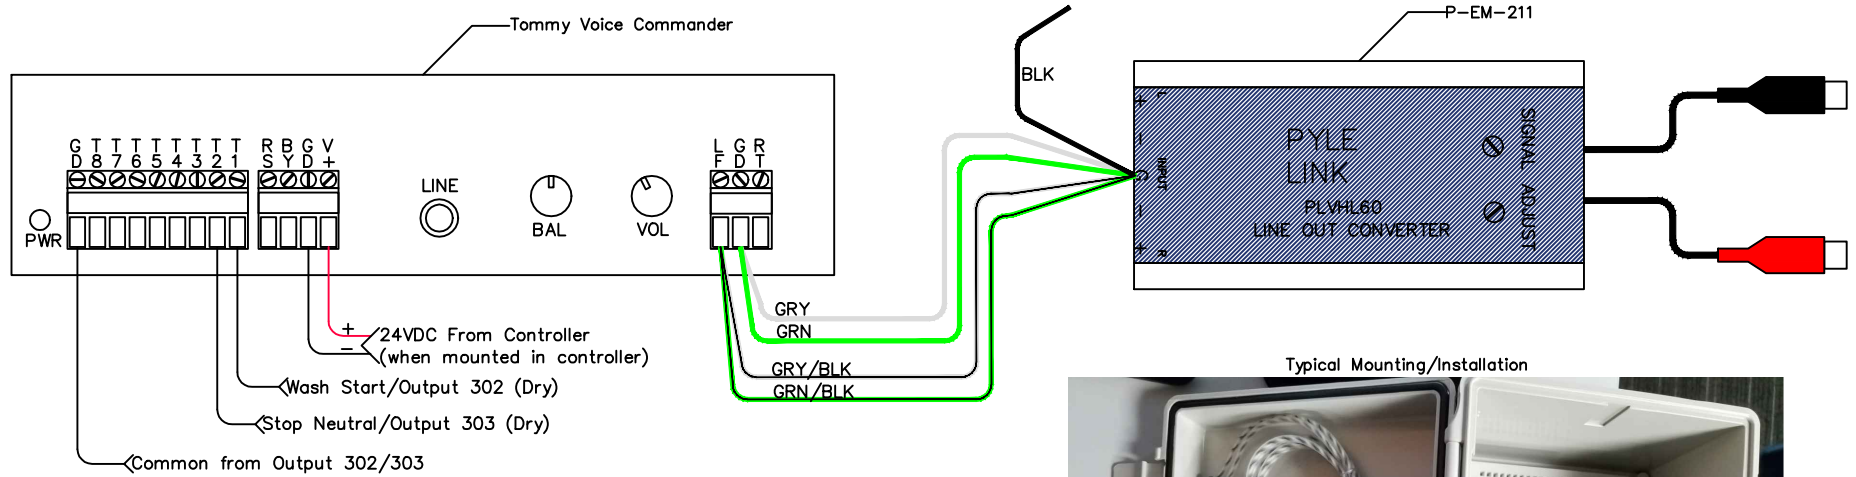 Tommy Voice Commander
P-EM-211
BLK
G T T T T T T T T R B G V L G R
D 8 7 6 5 4 3 2 1 S Y D + F D T
PWR
LINE
BAL
VOL
+ L
-
INPUT
G
-
+ R
PYLE
LINK
PLVHL60
LINE OUT CONVERTER
SIGNAL ADJUST
GRY
GRN
GRY/BLK
GRN/BLK
+
-
24VDC From Controller
(when mounted in controller)
Wash Start/Output 302 (Dry)
Stop Neutral/Output 303 (Dry)
Common from Output 302/303
Typical Mounting/Installation